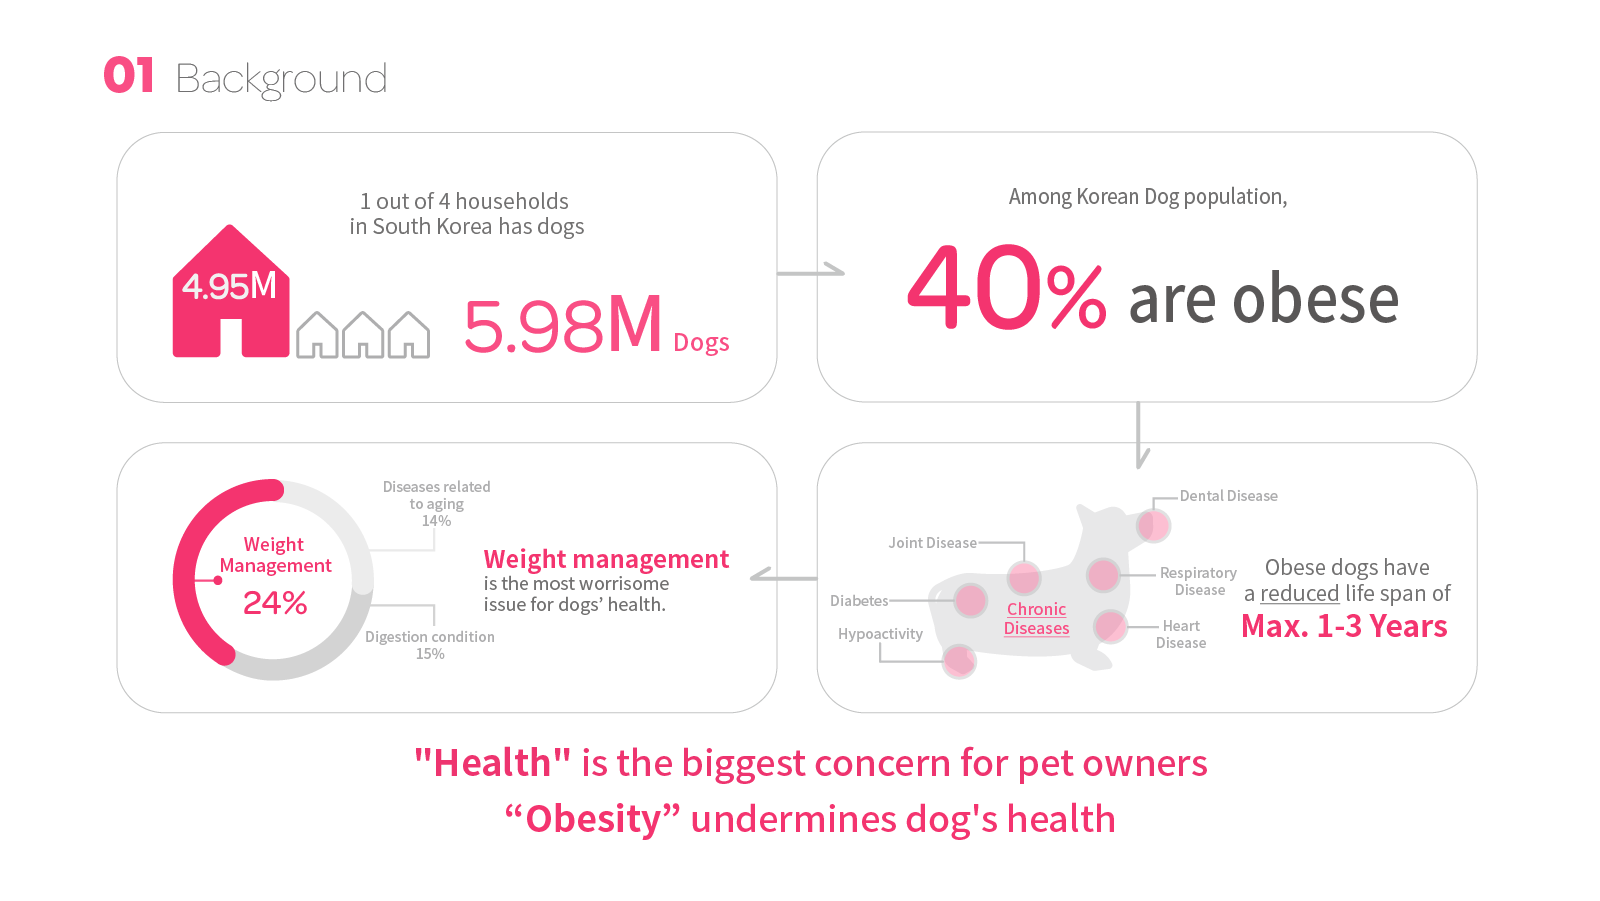 01 Background
1 out of 4 households
in South Korea has dogs
4.95M
5.98M Dogs
Among Korean Dog population,
40% are obese
Weight
Management
24%
Diseases related
to aging
14%
Digestion condition
15%
Weight management
is the most worrisome
issue for dogs’ health.
Dental Disease
Joint Disease
Respiratory
Disease
Diabetes
Chronic
Diseases
Hypoactivity
Heart
Disease
Obese dogs have
a reduced life span of
Max. 1-3 Years
"Health" is the biggest concern for pet owners
“Obesity” undermines dog's health